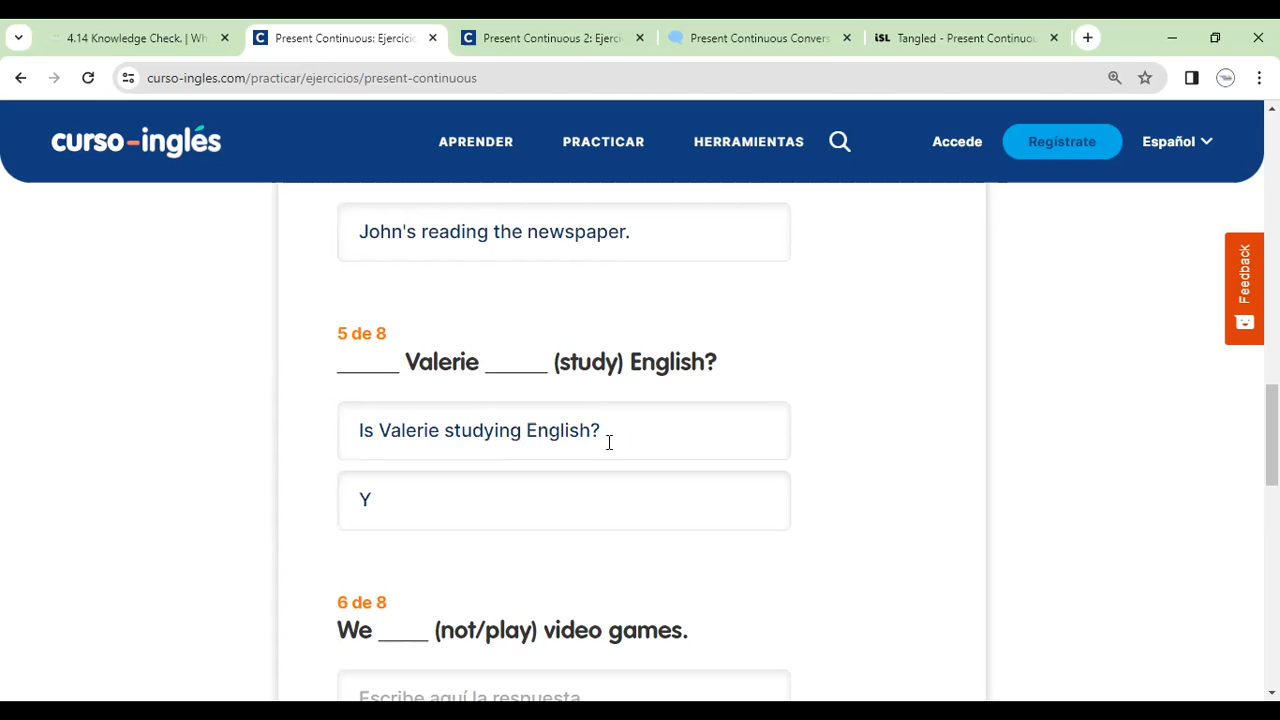 4.14 Knowledge Check. | Wh
Present Continuous: Ejercic
Present Continuous 2: Ejerci
Present Continuous Convers
iSL Tangled - Present Continuou
curso-ingles.com/practicar/ejercicios/present-continuous
curso-inglés
APRENDER
PRACTICAR
HERRAMIENTAS
Accede
Regístrate
Español
John's reading the newspaper.
Feedback
5 de 8
______ Valerie ______ (study) English?
Is Valerie studying English?
Y
6 de 8
We ____ (not/play) video games.
Escribe aquí la respuesta